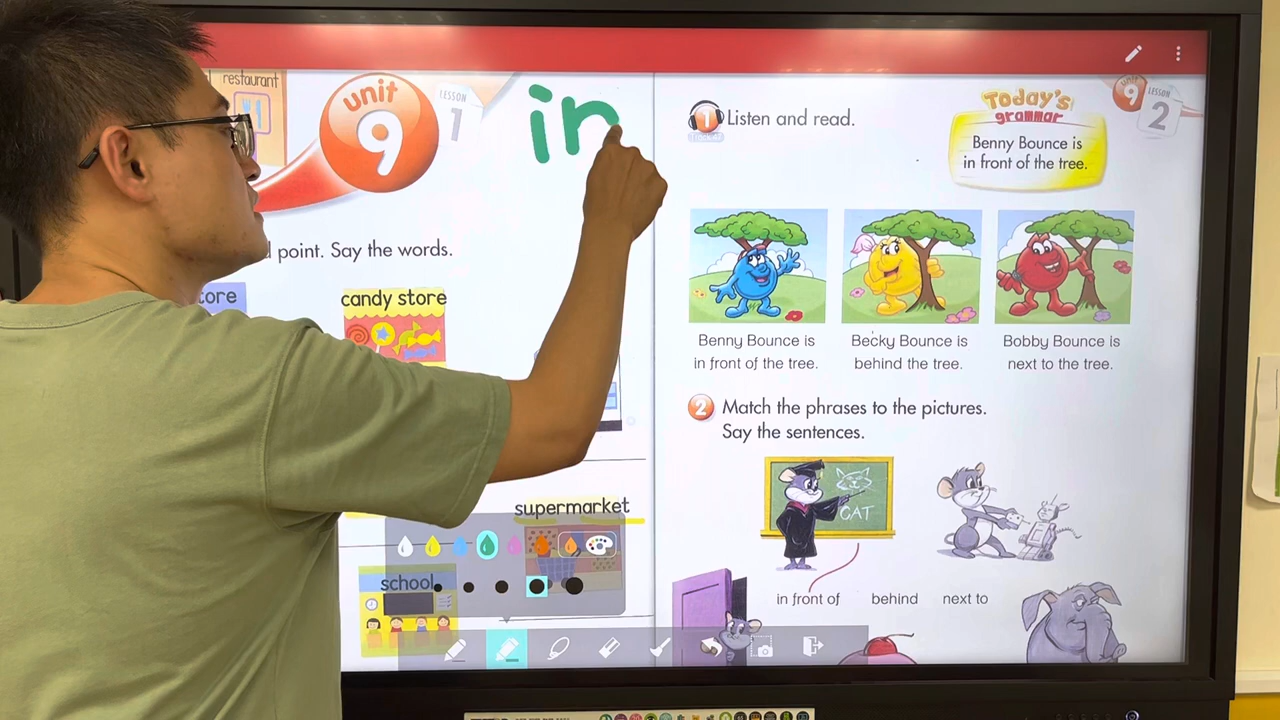 restaurant
unit
9
LESSON
1
in
point. Say the words.
candy store
supermarket
school
1 Listen and read.
Today's
grammar
Benny Bounce is
in front of the tree.
unit
9
LESSON
2
Benny Bounce is
in front of the tree.
Becky Bounce is
behind the tree.
Bobby Bounce is
next to the tree.
2 Match the phrases to the pictures.
Say the sentences.
CAT
in front of behind next to